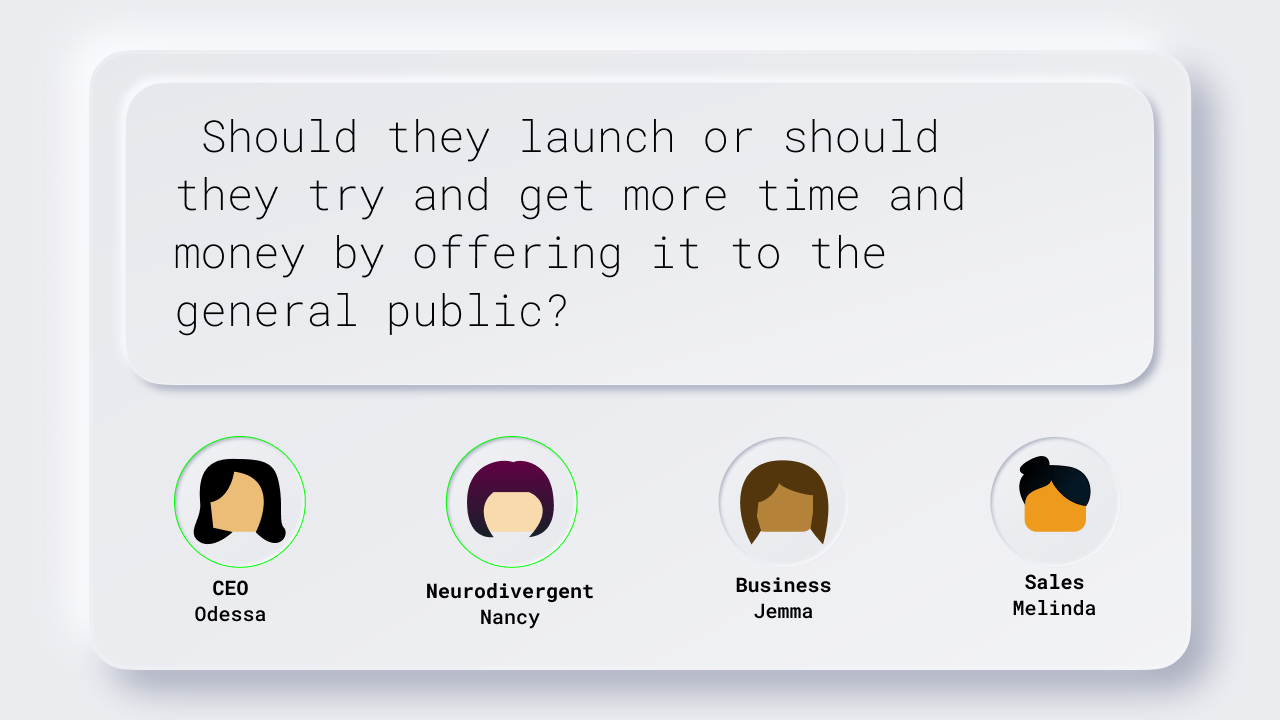 Should they launch or should
they try and get more time and
money by offering it to the
general public?
CEO
Odessa
Neurodivergent
Nancy
Business
Jemma
Sales
Melinda